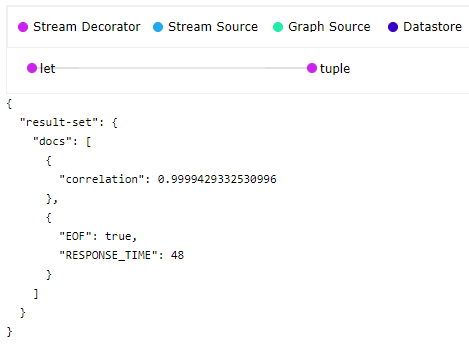 Stream Decorator Stream Source Graph Source Datastore
let tuple
{
  "result-set": {
    "docs": [
      {
        "correlation": 0.9999429332530996
      },
      {
        "EOF": true,
        "RESPONSE_TIME": 48
      }
    ]
  }
}